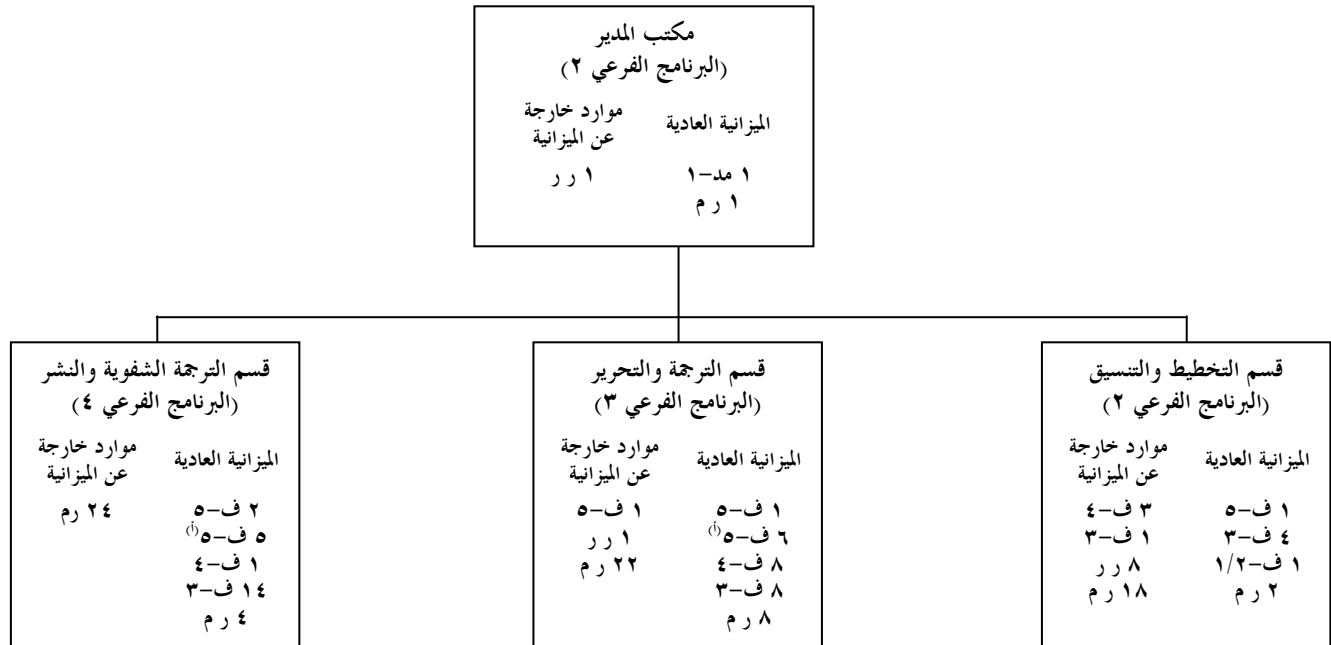 مكتب المدير
(البرنامج الفرعي ٢)
الميزانية العادية
١ مد-١
١ ر م
موارد خارجة
عن الميزانية
١ ر ر
قسم التخطيط والتنسيق
(البرنامج الفرعي ٢)
الميزانية العادية
١ ف-٥
٤ ف-٣
١ ف-١/٢
٢ ر م
موارد خارجة
عن الميزانية
٣ ف-٤
١ ف-٣
٨ ر ر
١٨ ر م
قسم الترجمة والتحرير
(البرنامج الفرعي ٣)
الميزانية العادية
١ ف-٥
٦ ف-٥(أ)
٨ ف-٤
٨ ف-٣
٨ ر م
موارد خارجة
عن الميزانية
١ ف-٥
١ ر ر
٢٢ ر م
قسم الترجمة الشفوية والنشر
(البرنامج الفرعي ٤)
الميزانية العادية
٢ ف-٥
٥ ف-٥(أ)
١ ف-٤
١٤ ف-٣
٤ ر م
موارد خارجة
عن الميزانية
٢٤ رم